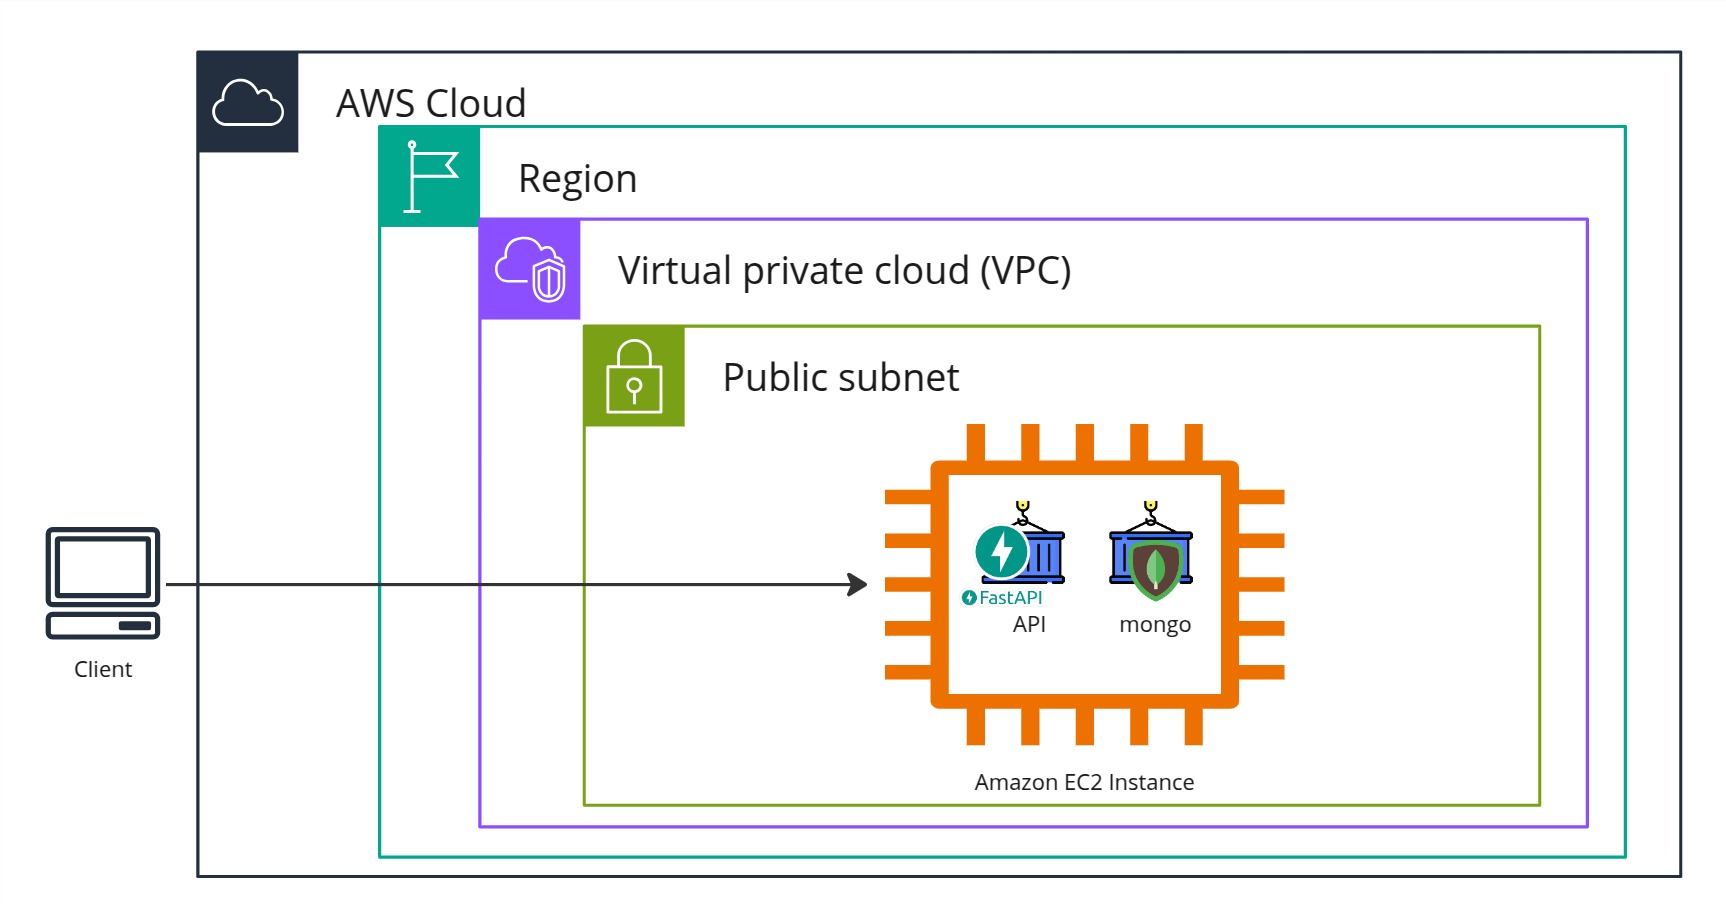 AWS Cloud
Region
Virtual private cloud (VPC)
Public subnet
FastAPI
API
mongo
Client
Amazon EC2 Instance